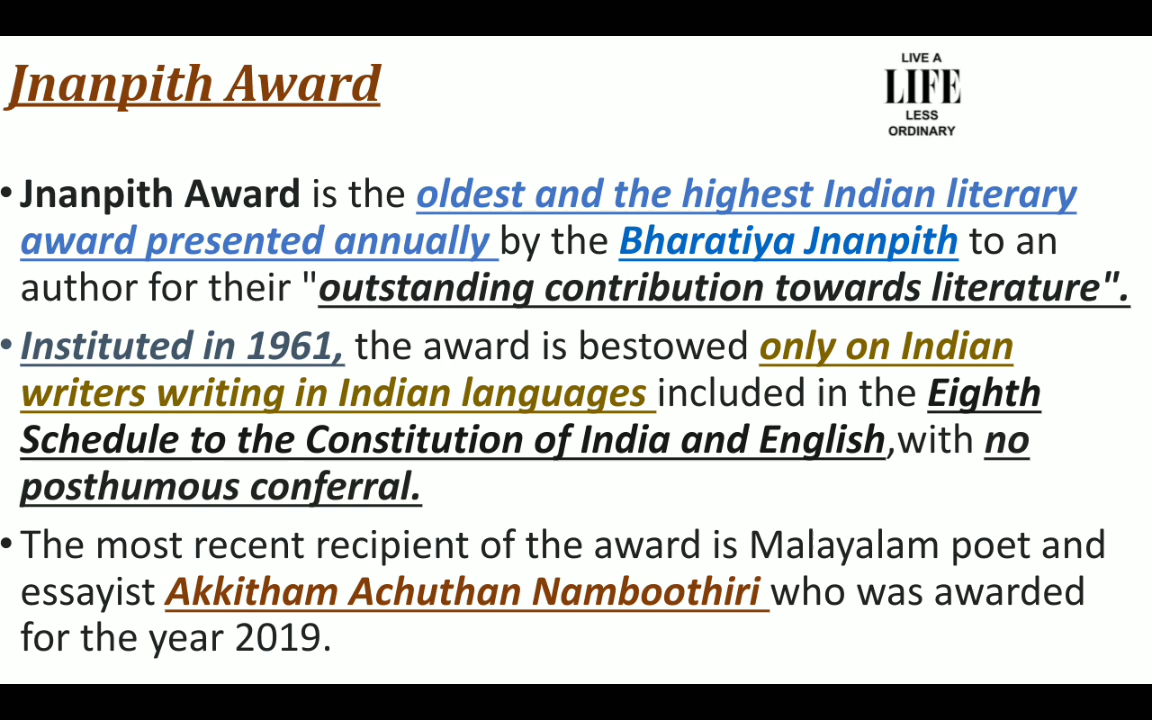 Jnanpith Award
LIVE A
LIFE
LESS
ORDINARY
• Jnanpith Award is the oldest and the highest Indian literary
award presented annually by the Bharatiya Jnanpith to an
author for their "outstanding contribution towards literature".
• Instituted in 1961, the award is bestowed only on Indian
writers writing in Indian languages included in the Eighth
Schedule to the Constitution of India and English,with no
posthumous conferral.
• The most recent recipient of the award is Malayalam poet and
essayist Akkitham Achuthan Namboothiri who was awarded
for the year 2019.